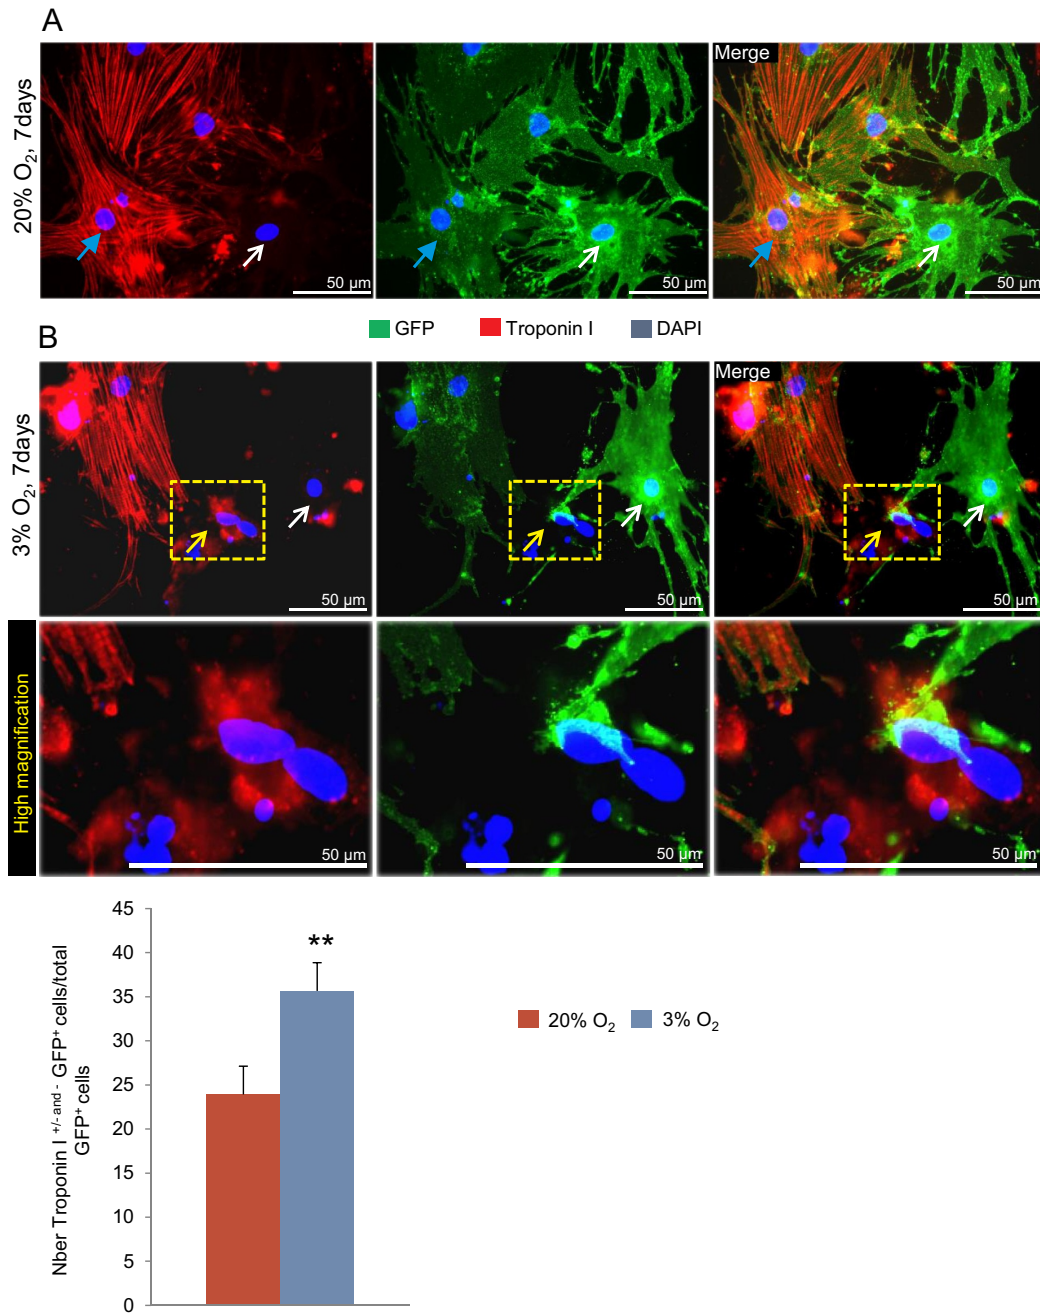 A
20% O₂, 7days
Merge
50 µm
50 µm
50 µm
GFP
Troponin I
DAPI
B
3% O₂, 7days
Merge
50 µm
50 µm
50 µm
High magnification
50 µm
50 µm
50 µm
Nber Troponin I ⁺/⁻ ᵃⁿᵈ ⁻ GFP⁺ cells/total
GFP⁺ cells
45
40
35
30
25
20
15
10
5
0
**
20% O₂
3% O₂